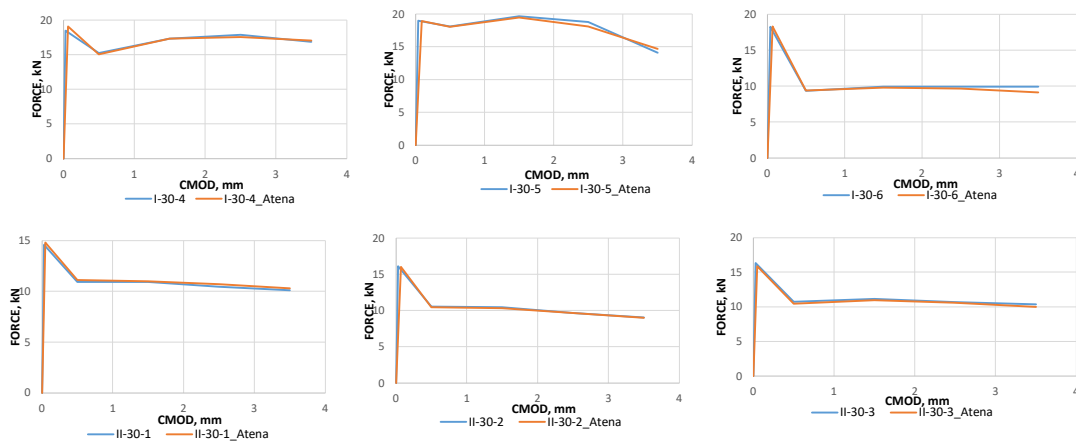 FORCE, kN
20
15
10
5
0
0
1
2
3
4
CMOD, mm
I-30-4
I-30-4_Atena
FORCE, kN
20
15
10
5
0
0
1
2
3
4
CMOD, mm
I-30-5
I-30-5_Atena
FORCE, kN
20
15
10
5
0
0
1
2
3
4
CMOD, mm
I-30-6
I-30-6_Atena
FORCE, kN
15
10
5
0
0
1
2
3
4
CMOD, mm
II-30-1
II-30-1_Atena
FORCE, kN
20
15
10
5
0
0
1
2
3
4
CMOD, mm
II-30-2
II-30-2_Atena
FORCE, kN
20
15
10
5
0
0
1
2
3
4
CMOD, mm
II-30-3
II-30-3_Atena